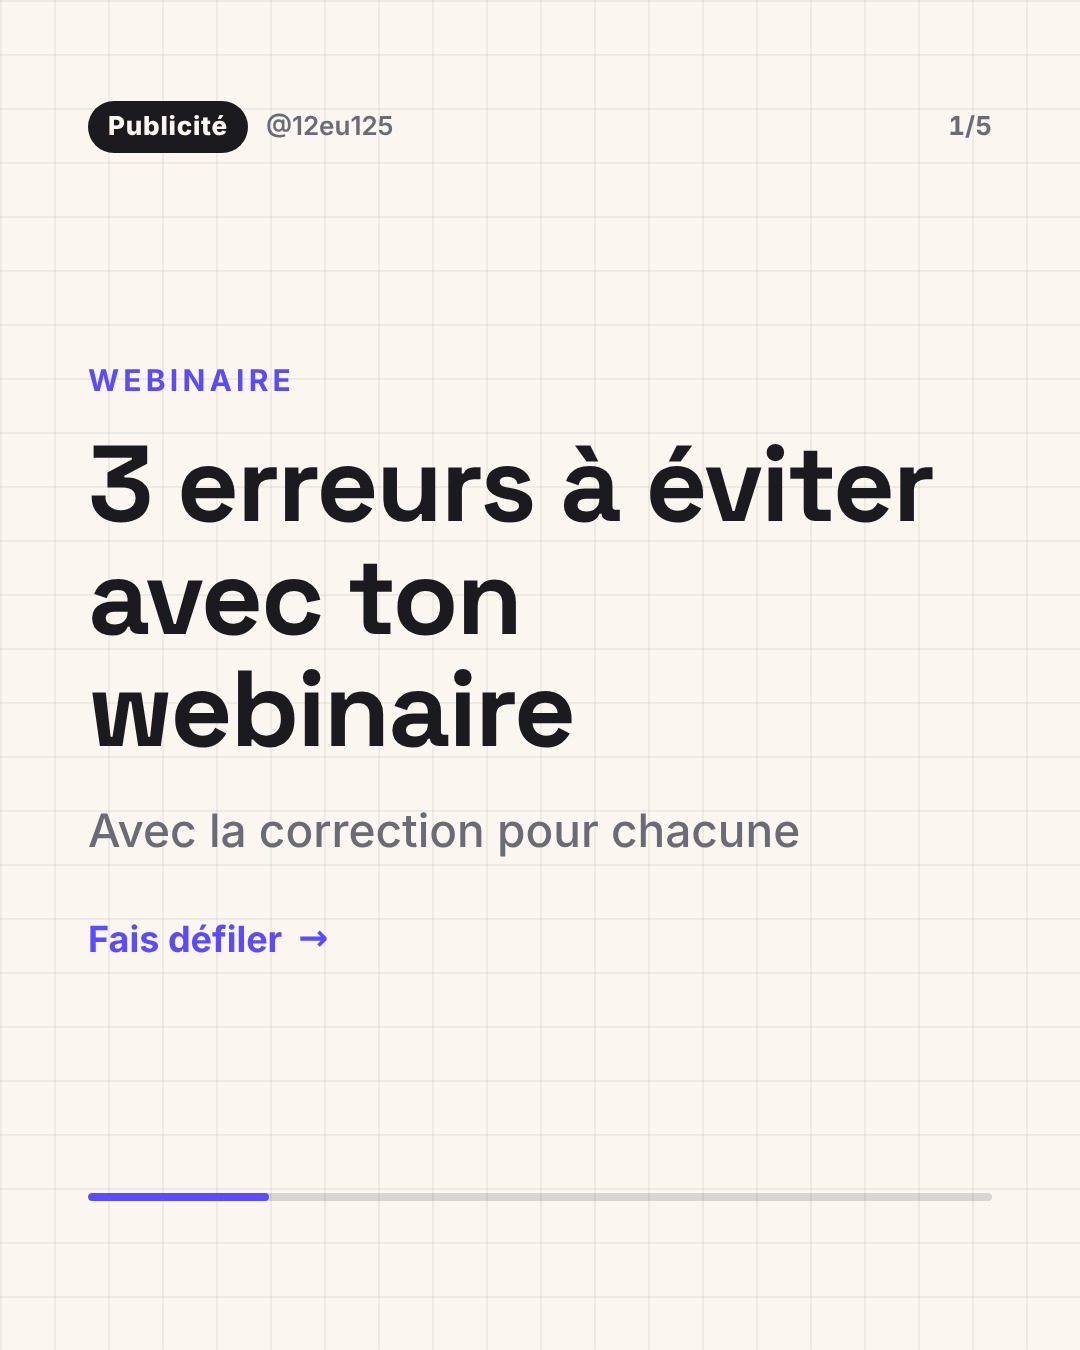 Publicité @12eu125 1/5
WEBINAIRE
3 erreurs à éviter
avec ton
webinaire
Avec la correction pour chacune
Fais défiler →